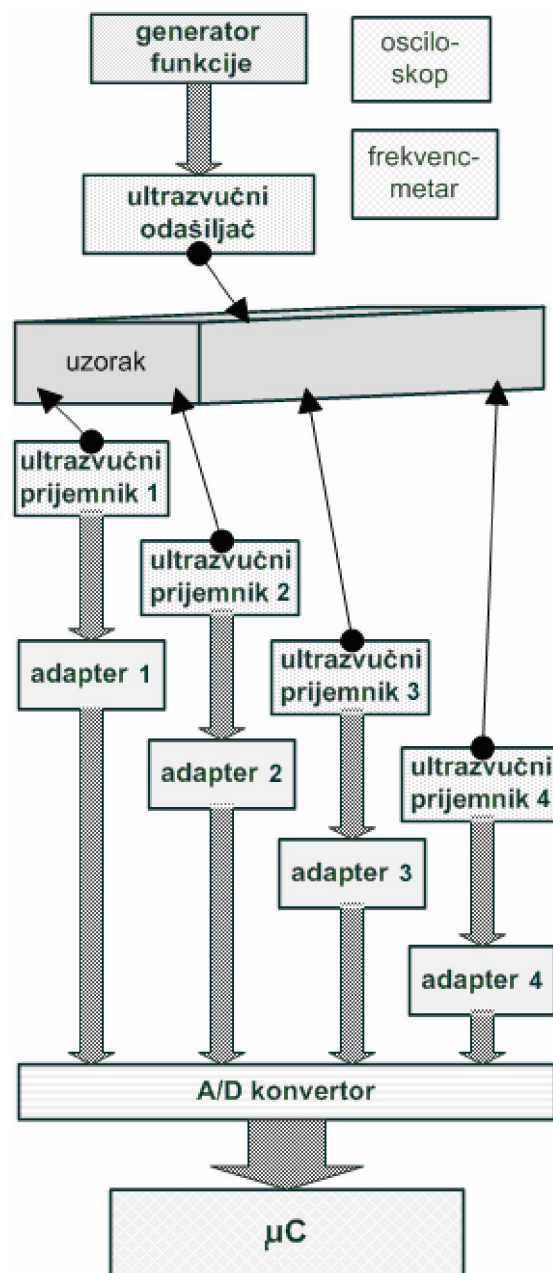 generator
funkcije
oscilo-
skop
frekvenc-
metar
ultrazvučni
odašiljač
uzorak
ultrazvučni
prijemnik 1
ultrazvučni
prijemnik 2
adapter 1
ultrazvučni
prijemnik 3
adapter 2
ultrazvučni
prijemnik 4
adapter 3
adapter 4
A/D konvertor
µC